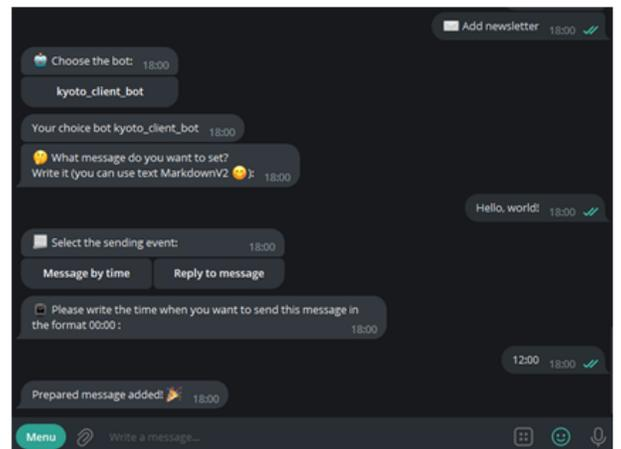 Add newsletter 18:00
Choose the bot: 18:00
kyoto_client_bot
Your choice bot kyoto_client_bot 18:00
What message do you want to set?
Write it (you can use text MarkdownV2 😋): 18:00
Hello, world! 18:00
Select the sending event: 18:00
Message by time Reply to message
Please write the time when you want to send this message in
the format 00:00 : 18:00
12:00 18:00
Prepared message added! 18:00
Menu Write a message...